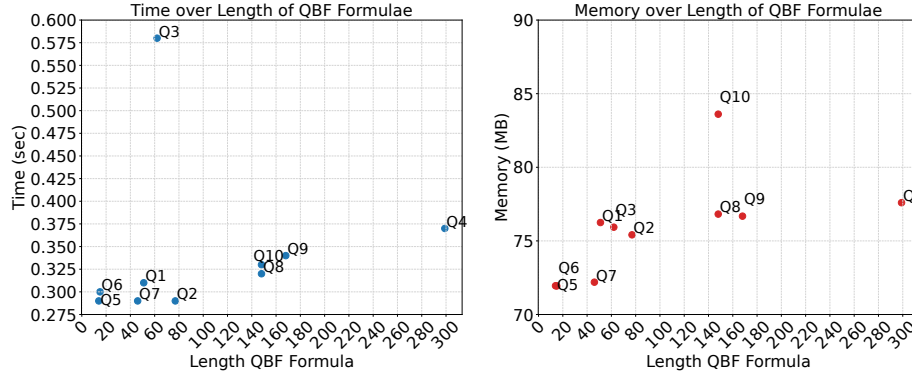 Time over Length of QBF Formulae
0.600
0.575
0.550
0.525
0.500
0.475
0.450
0.425
0.400
0.375
0.350
0.325
0.300
0.275
Time (sec)
Q3
Q4
Q10
Q9
Q8
Q1
Q6
Q5
Q7
Q2
0 20 40 60 80 100 120 140 160 180 200 220 240 260 280 300
Length QBF Formula
Memory over Length of QBF Formulae
90
85
80
75
70
Memory (MB)
Q10
Q3
Q1
Q2
Q8
Q9
Q6
Q5
Q7
0 20 40 60 80 100 120 140 160 180 200 220 240 260 280 300
Length QBF Formula